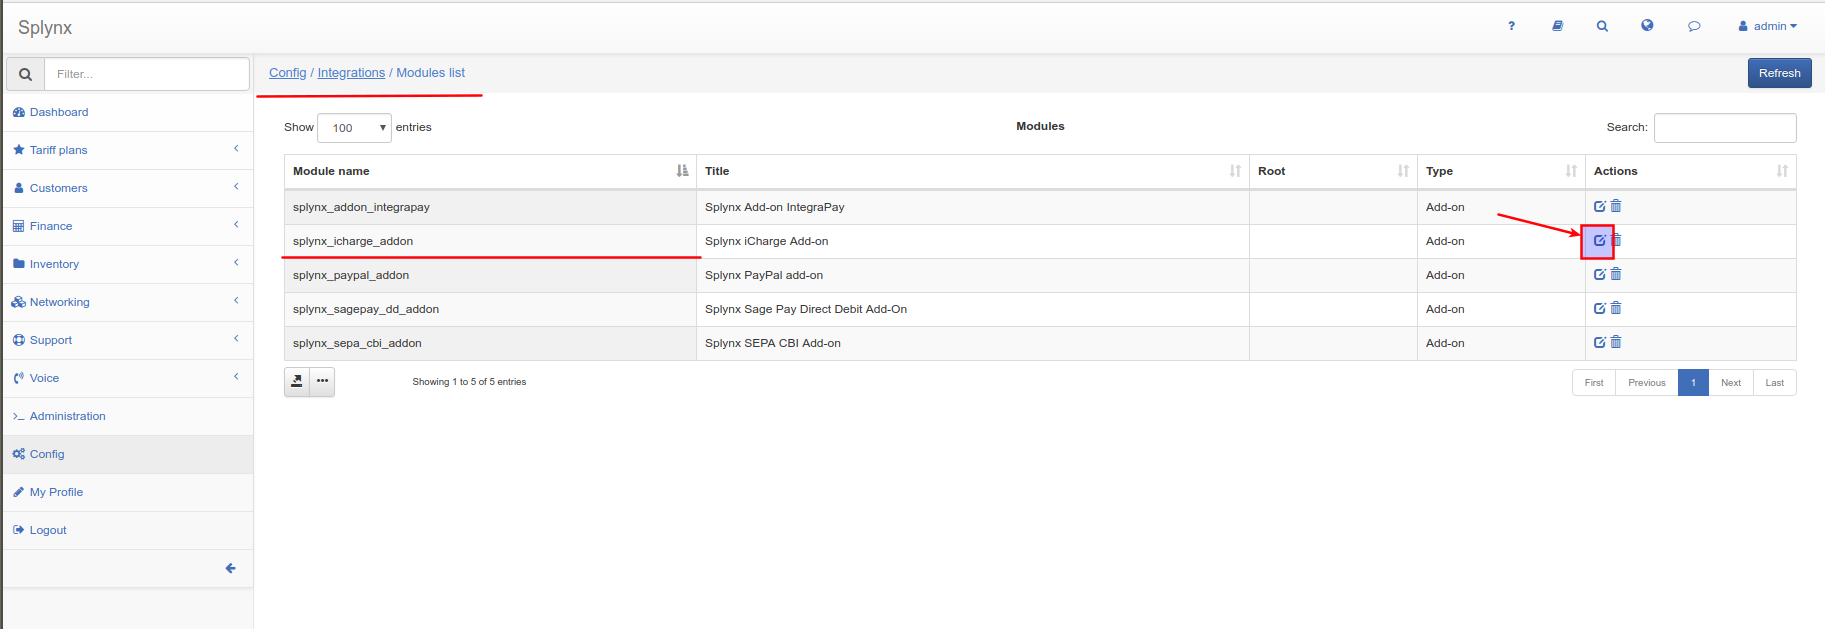 Splynx
? admin
Filter...
Config / Integrations / Modules list
Refresh
Dashboard
Tariff plans
Customers
Finance
Inventory
Networking
Support
Voice
Administration
Config
My Profile
Logout
Show 100 entries
Modules
Search:
Module name Title Root Type Actions
splynx_addon_integrapay Splynx Add-on IntegraPay Add-on
splynx_icharge_addon Splynx iCharge Add-on Add-on
splynx_paypal_addon Splynx PayPal add-on Add-on
splynx_sagepay_dd_addon Splynx Sage Pay Direct Debit Add-On Add-on
splynx_sepa_cbi_addon Splynx SEPA CBI Add-on Add-on
Showing 1 to 5 of 5 entries
First Previous 1 Next Last